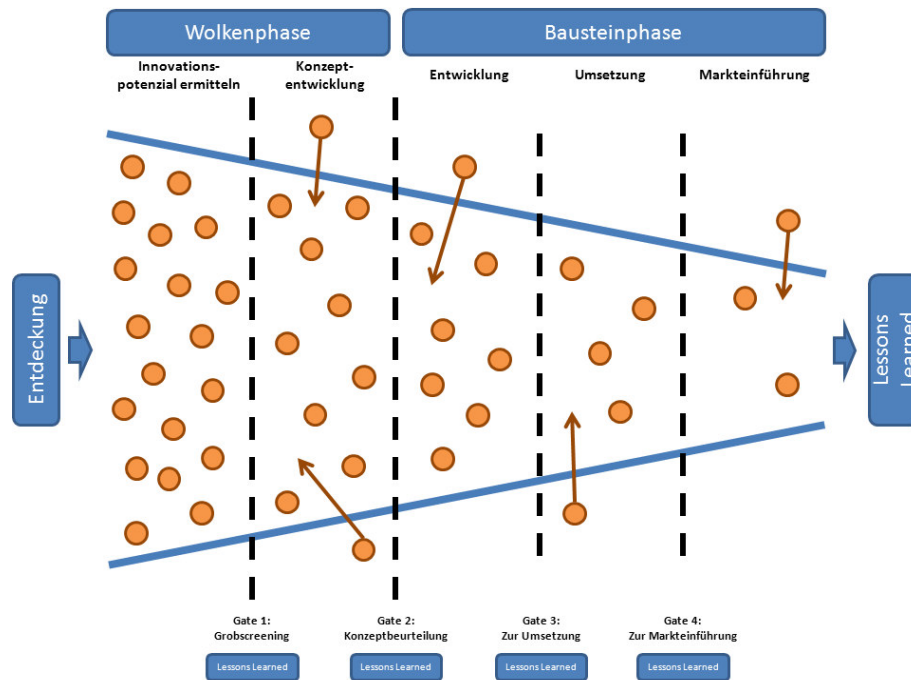 Wolkenphase
Bausteinphase
Innovations-
potenzial ermitteln
Konzept-
entwicklung
Entwicklung
Umsetzung
Markteinführung
Entdeckung
Lessons
Learned
Gate 1:
Grobscreening
Gate 2:
Konzeptbeurteilung
Gate 3:
Zur Umsetzung
Gate 4:
Zur Markteinführung
Lessons Learned
Lessons Learned
Lessons Learned
Lessons Learned